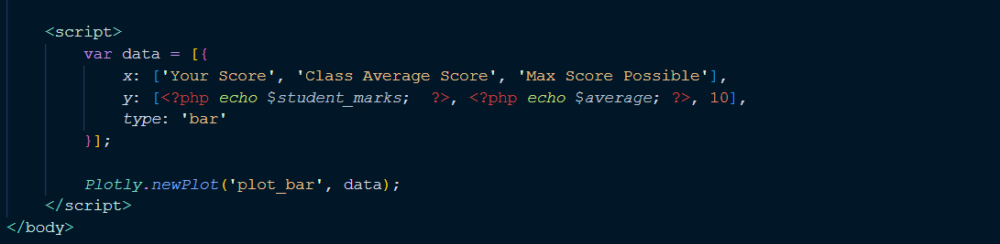 <script>
var data = [{
x: ['Your Score', 'Class Average Score', 'Max Score Possible'],
y: [<?php echo $student_marks;  ?>, <?php echo $average; ?>, 10],
type: 'bar'
}];
Plotly.newPlot('plot_bar', data);
</script>
</body>